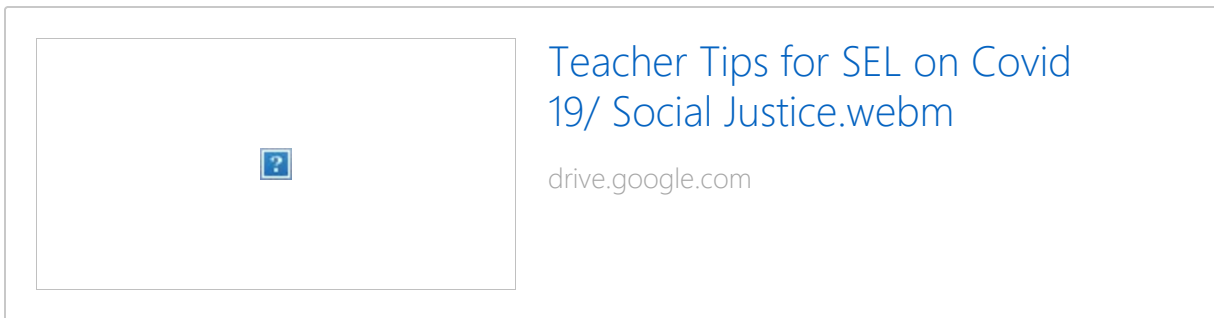 Teacher Tips for SEL on Covid
19/ Social Justice.webm
drive.google.com